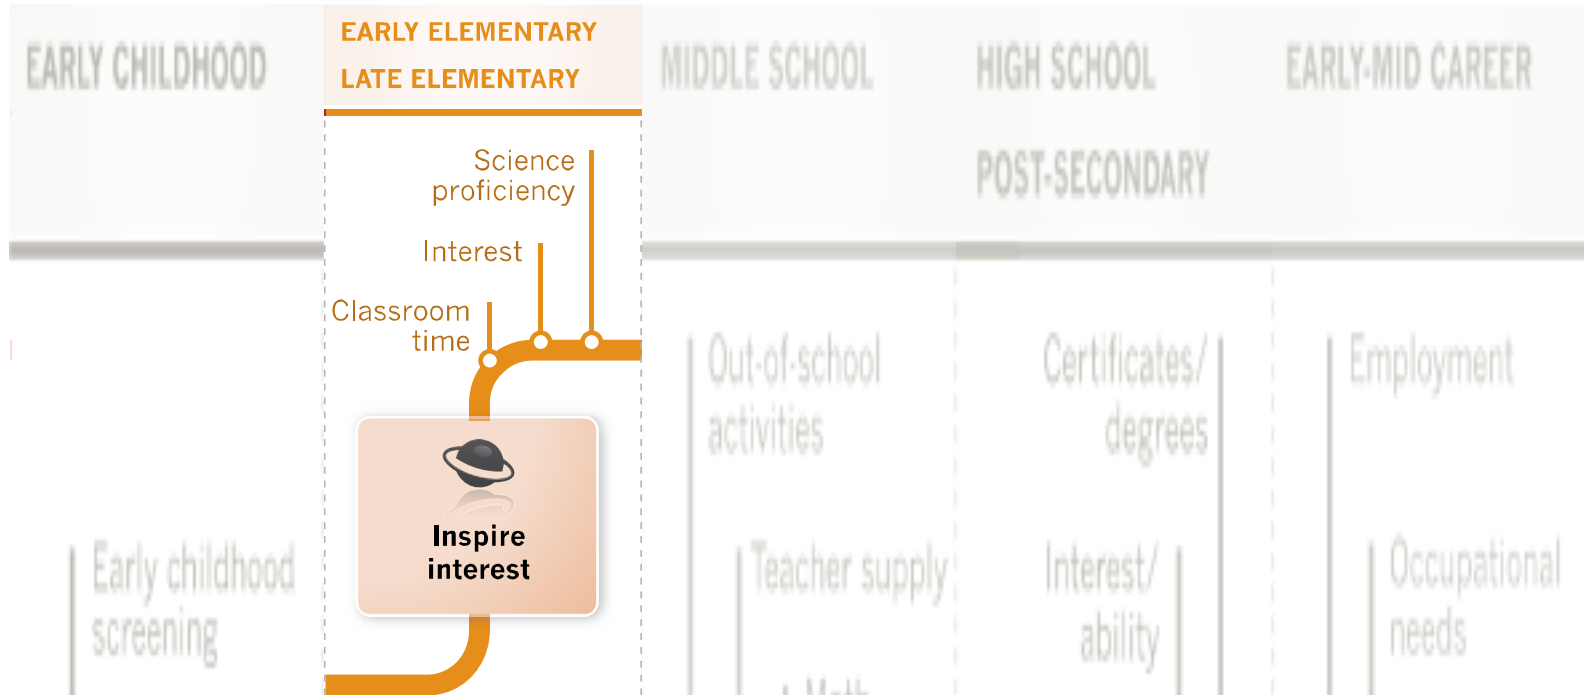 EARLY CHILDHOOD
EARLY ELEMENTARY
LATE ELEMENTARY
MIDDLE SCHOOL
HIGH SCHOOL
POST-SECONDARY
EARLY-MID CAREER
Science
proficiency
Interest
Classroom
time
Inspire
interest
Early childhood
screening
Out-of-school
activities
Teacher supply
Math
Certificates/
degrees
Interest/
ability
Employment
Occupational
needs